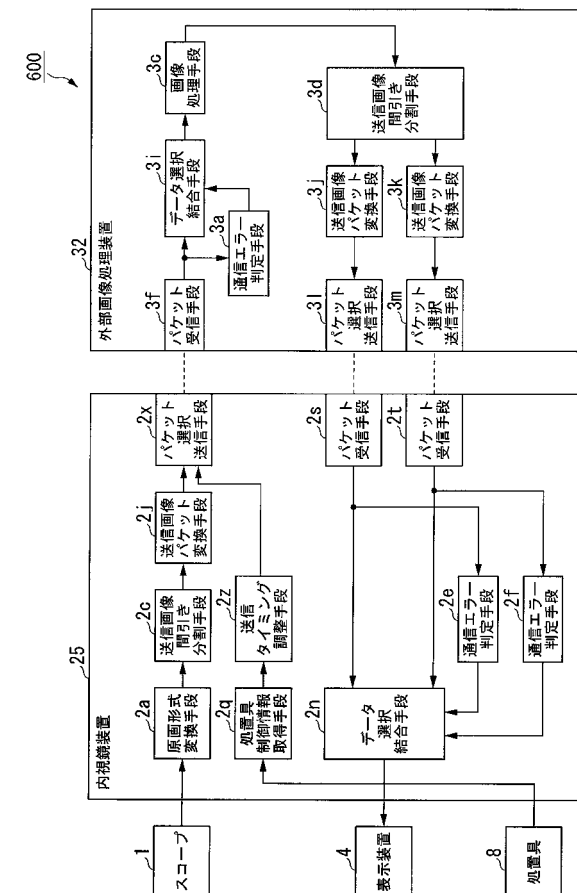 600
1
スコープ
4
表示装置
8
処置具
25
内視鏡装置
2a
原画形式
変換手段
2c
送信画像
間引き
分割手段
2j
送信画像
パケット
変換手段
2x
パケット
選択
送信手段
2q
処置具
制御情報
取得手段
2z
送信
タイミング
調整手段
2n
データ
選択
結合手段
2s
パケット
受信手段
2t
パケット
受信手段
2e
通信エラー
判定手段
2f
通信エラー
判定手段
32
外部画像処理装置
3f
パケット
受信手段
3i
データ選択
結合手段
3a
通信エラー
判定手段
3c
画像
処理手段
3d
送信画像
間引き
分割手段
3j
送信画像
パケット
変換手段
3k
送信画像
パケット
変換手段
3l
パケット
選択
送信手段
3m
パケット
選択
送信手段